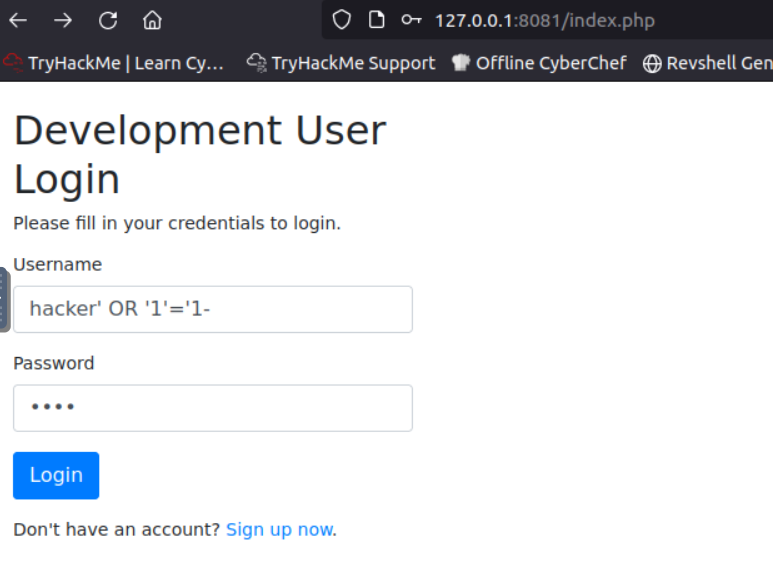 127.0.0.1:8081/index.php
TryHackMe | Learn Cy... TryHackMe Support Offline CyberChef Revshell Gen
Development User
Login
Please fill in your credentials to login.
Username
hacker' OR '1'='1-
Password
••••
Login
Don't have an account? Sign up now.